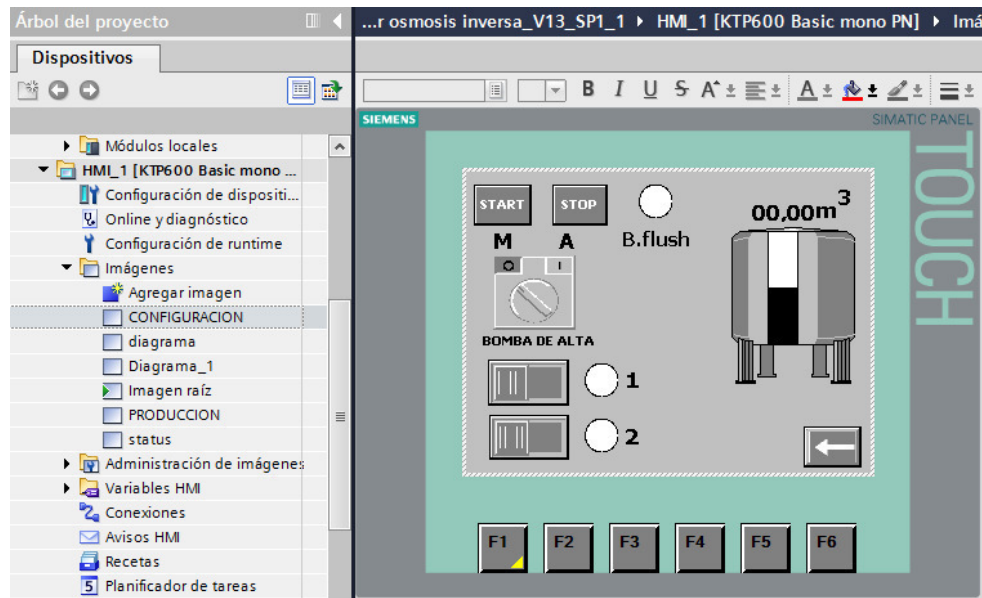 Árbol del proyecto
...r osmosis inversa_V13_SP1_1 HMI_1 [KTP600 Basic mono PN] Imá
Dispositivos
B I U S A A
SIEMENS
SIMATIC PANEL
TOUCH
Módulos locales
HMI_1 [KTP600 Basic mono ...
Configuración de dispositi...
Online y diagnóstico
Configuración de runtime
Imágenes
Agregar imagen
CONFIGURACION
diagrama
Diagrama_1
Imagen raíz
PRODUCCION
status
Administración de imágenes
Variables HMI
Conexiones
Avisos HMI
Recetas
5 Planificador de tareas
START STOP
00,00m3
M A B.flush
O I
BOMBA DE ALTA
1
2
F1 F2 F3 F4 F5 F6